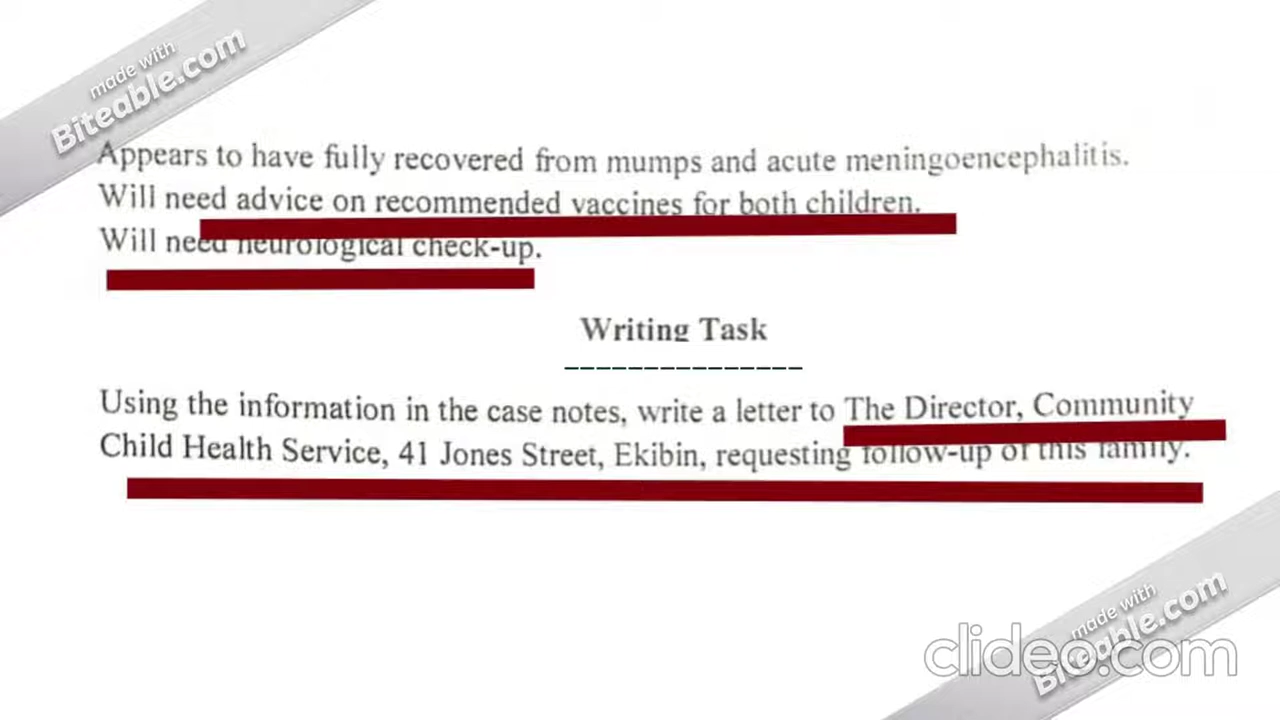 made with
Biteable.com
Appears to have fully recovered from mumps and acute meningoencephalitis.
Will need advice on recommended vaccines for both children.
Will need neurological check-up.
Writing Task
Using the information in the case notes, write a letter to The Director, Community
Child Health Service, 41 Jones Street, Ekibin, requesting follow-up of this family.
made with
Biteable.com
clideo.com